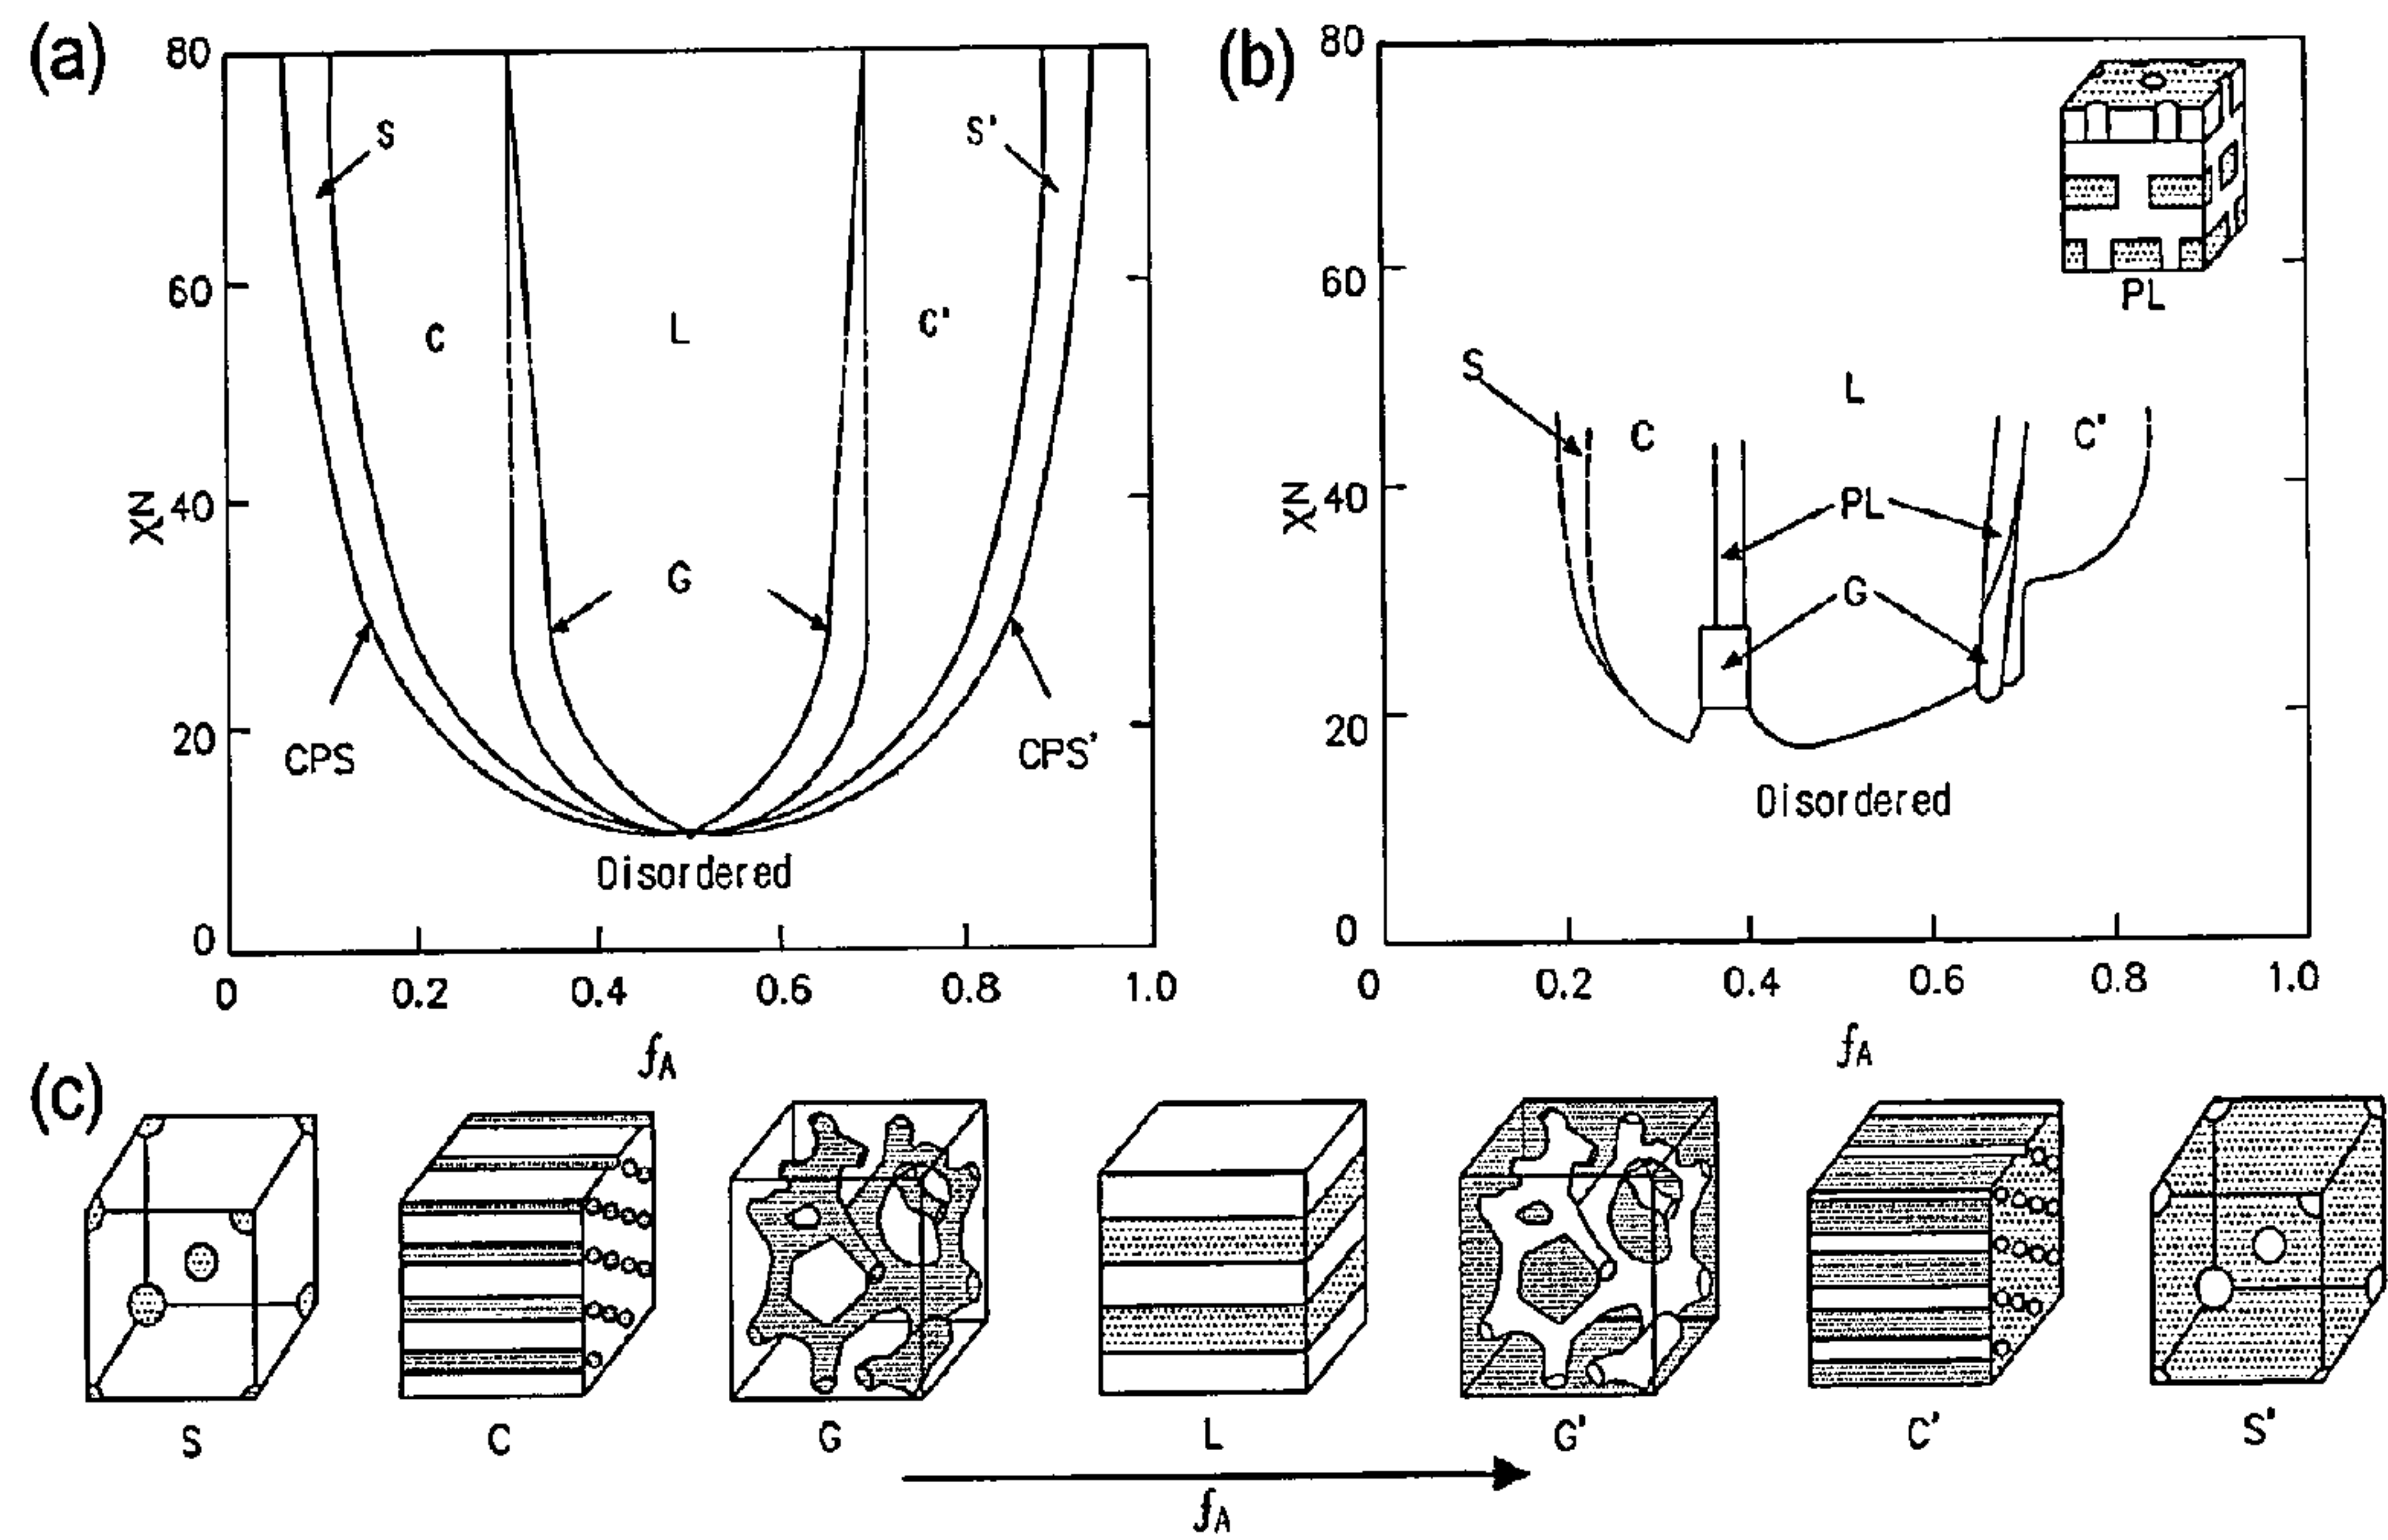 (a)
80
60
40
20
0
χN
S
S'
C
L
C'
G
CPS
CPS'
Disordered
0 0.2 0.4 0.6 0.8 1.0
fA
(b)
80
60
40
20
0
χN
PL
S
C
L
C'
PL
G
Disordered
0 0.2 0.4 0.6 0.8 1.0
fA
(c)
S C G L G' C' S'
fA